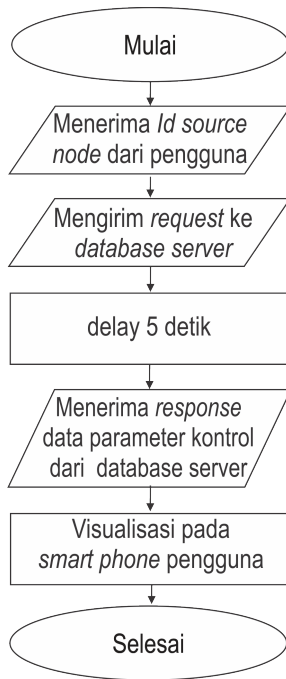 Mulai
Menerima Id source
node dari pengguna
Mengirim request ke
database server
delay 5 detik
Menerima response
data parameter kontrol
dari database server
Visualisasi pada
smart phone pengguna
Selesai